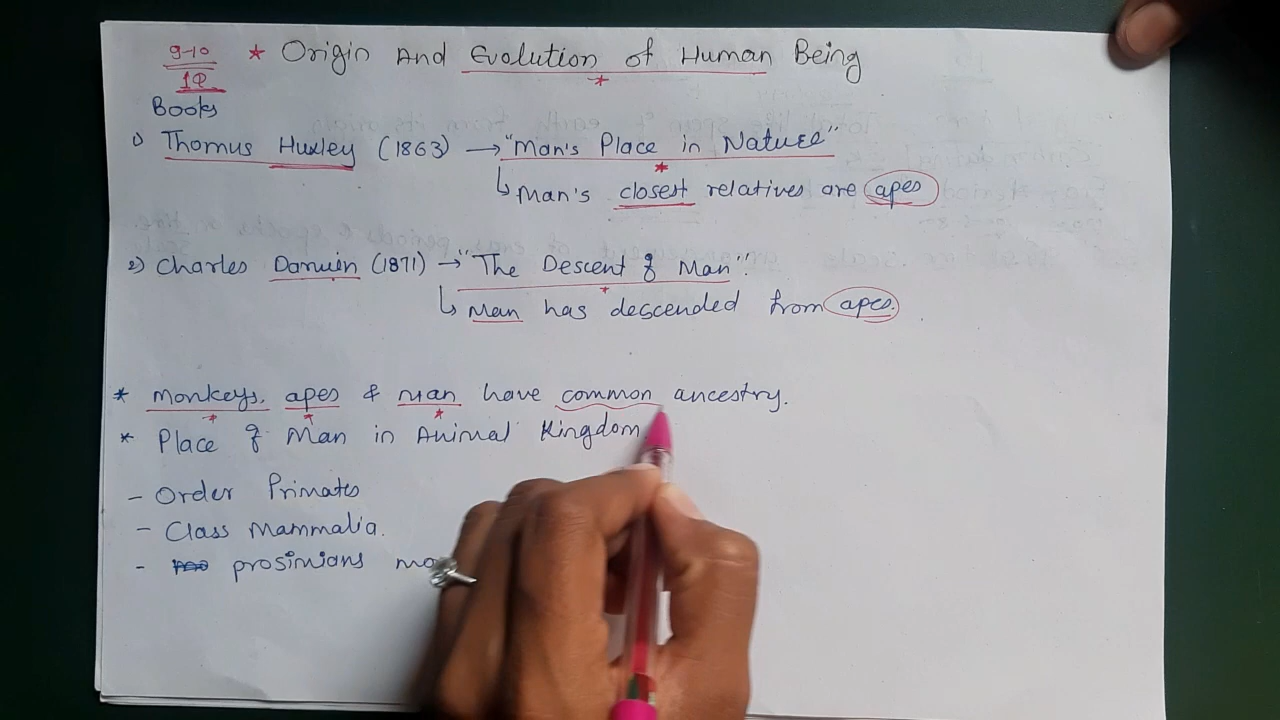 9-10 * Origin And Evolution of Human Being
1Q
Books
1) Thomus Huxley (1863) → "Man's Place in Nature"
↳ Man's closest relatives are apes
2) Charles Darwin (1871) → "The Descent of Man".
↳ Man has descended from apes.
* Monkeys, apes & Man have common ancestry.
* Place of Man in Animal Kingdom
- Order Primates
- Class Mammalia.
- prosimians